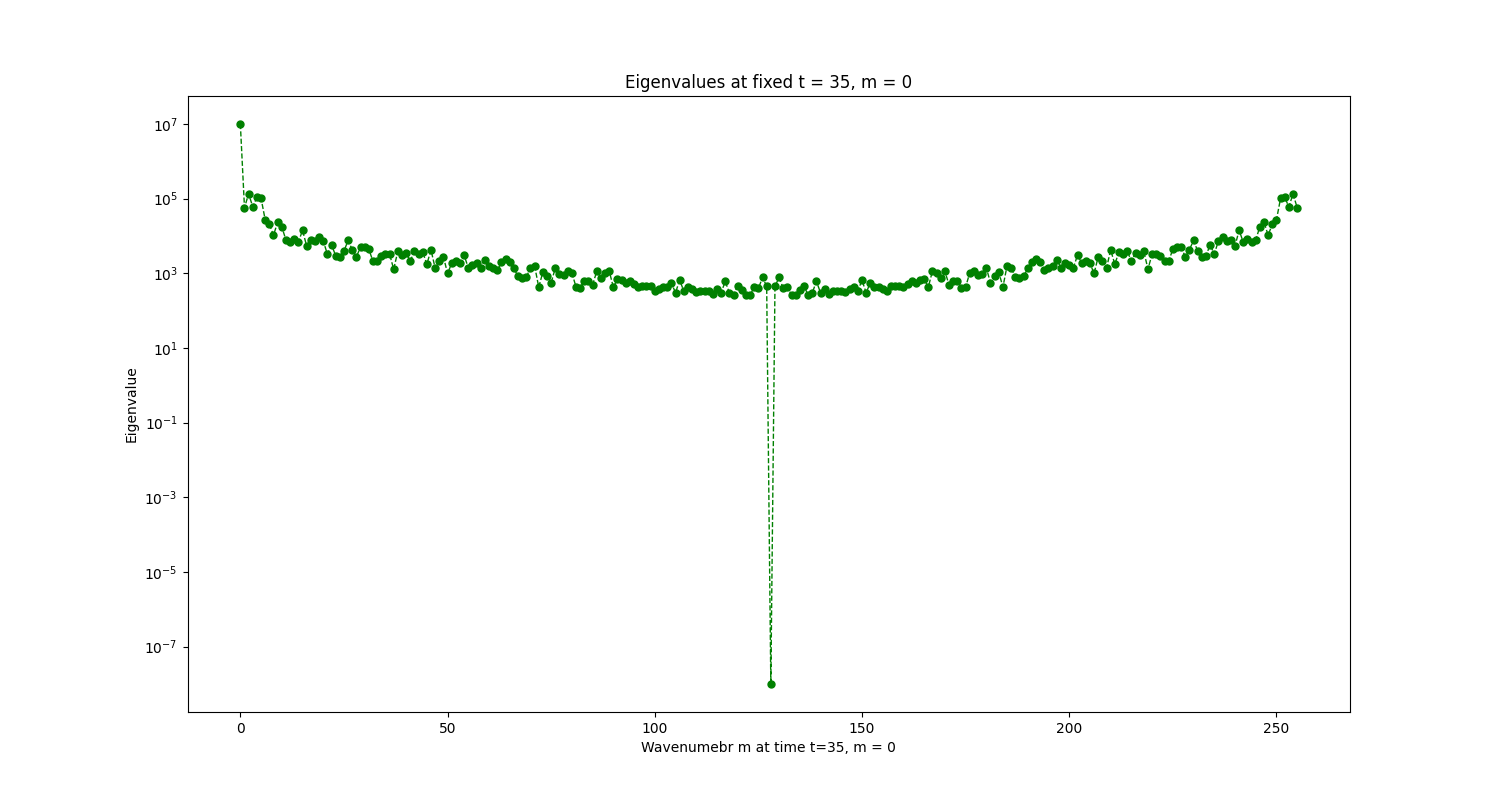 Eigenvalues at fixed t = 35, m = 0
10^7
10^5
10^3
10^1
10^−1
10^−3
10^−5
10^−7
Eigenvalue
0 50 100 150 200 250
Wavenumebr m at time t=35, m = 0